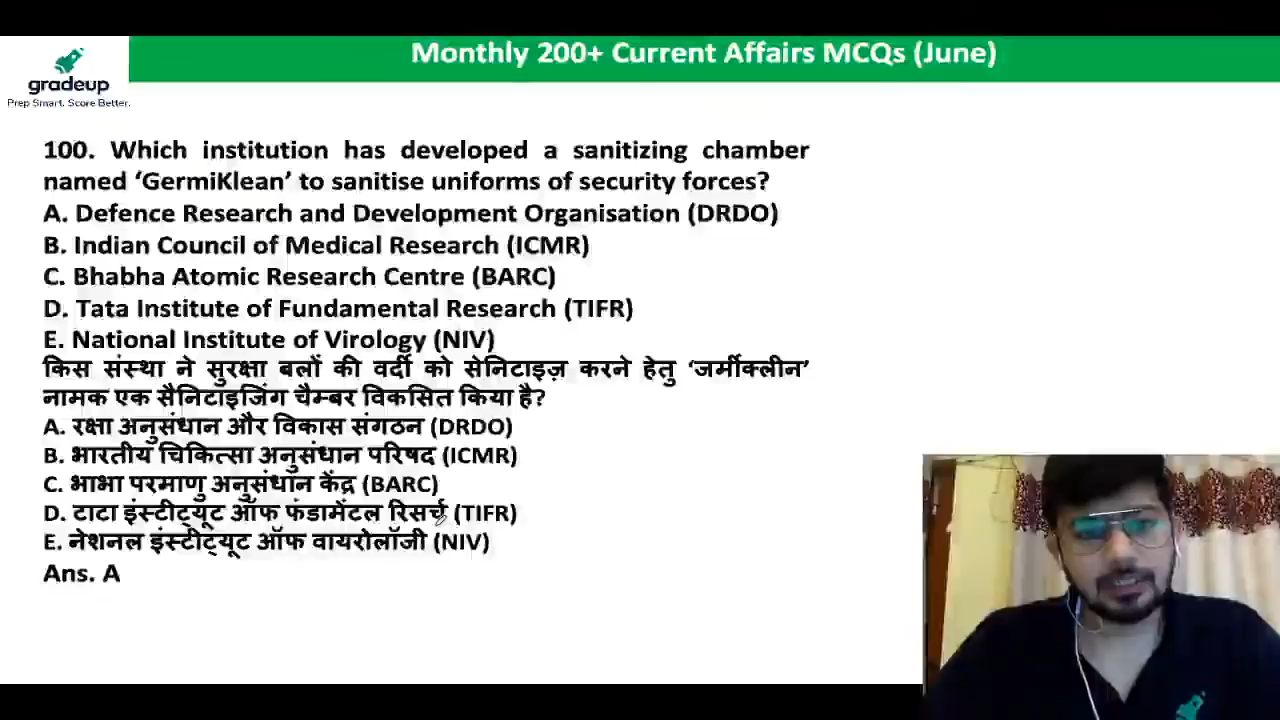 Monthly 200+ Current Affairs MCQs (June)
gradeup
Prep Smart. Score Better.
100. Which institution has developed a sanitizing chamber
named ‘GermiKlean’ to sanitise uniforms of security forces?
A. Defence Research and Development Organisation (DRDO)
B. Indian Council of Medical Research (ICMR)
C. Bhabha Atomic Research Centre (BARC)
D. Tata Institute of Fundamental Research (TIFR)
E. National Institute of Virology (NIV)
किस संस्था ने सुरक्षा बलों की वर्दी को सेनिटाइज़ करने हेतु ‘जर्मीक्लीन’
नामक एक सैनिटाइजिंग चैम्बर विकसित किया है?
A. रक्षा अनुसंधान और विकास संगठन (DRDO)
B. भारतीय चिकित्सा अनुसंधान परिषद (ICMR)
C. भाभा परमाणु अनुसंधान केंद्र (BARC)
D. टाटा इंस्टीट्यूट ऑफ फंडामेंटल रिसर्च (TIFR)
E. नेशनल इंस्टीट्यूट ऑफ वायरोलॉजी (NIV)
Ans. A